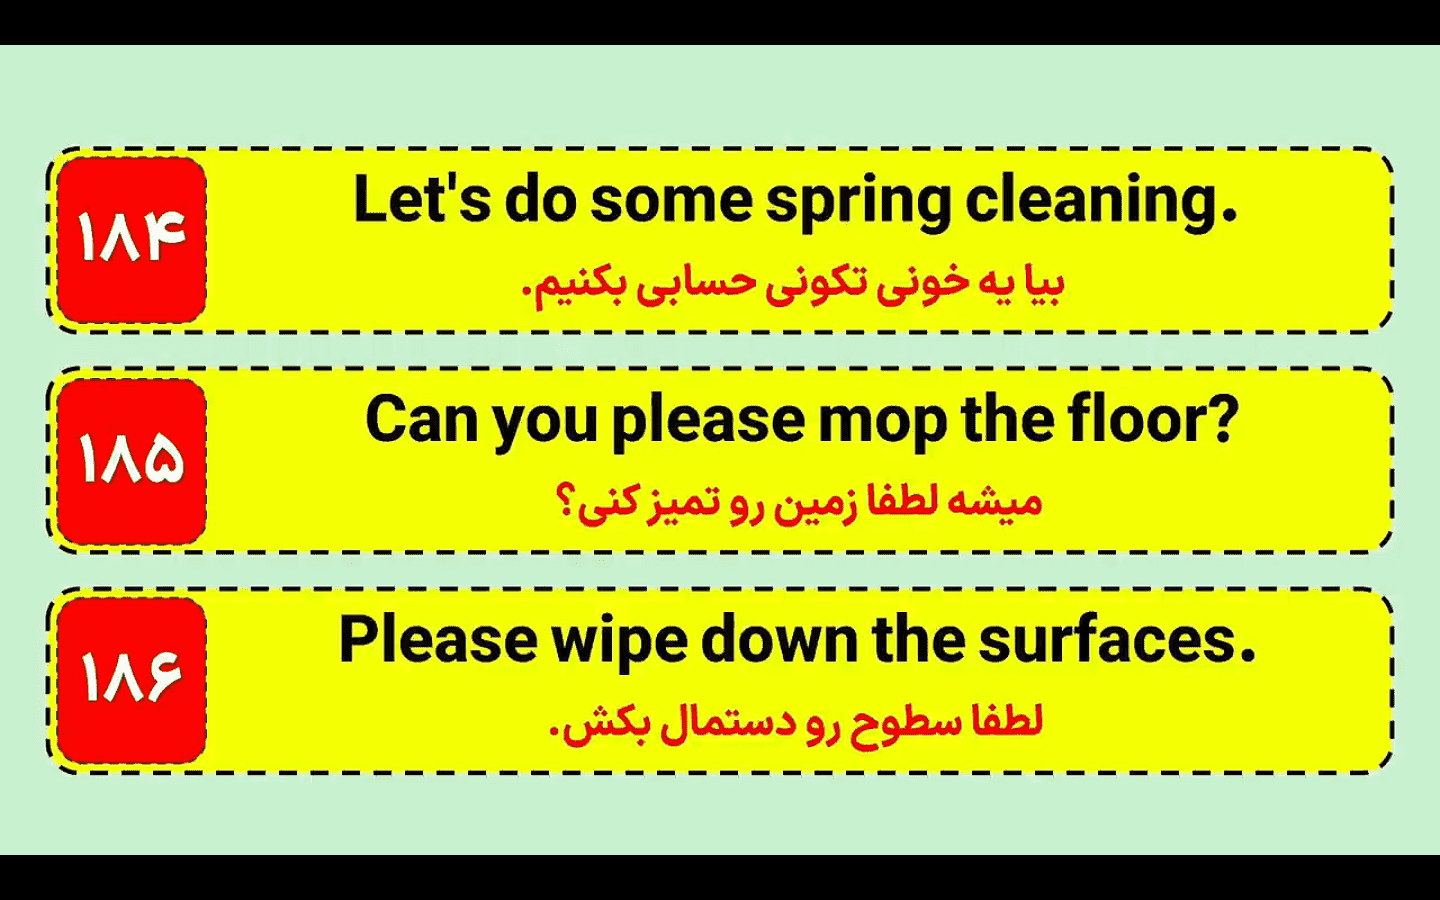 ۱۸۴
Let's do some spring cleaning.
بیا یه خونی تکونی حسابی بکنیم.
۱۸۵
Can you please mop the floor?
میشه لطفا زمین رو تمیز کنی؟
۱۸۶
Please wipe down the surfaces.
لطفا سطوح رو دستمال بکش.